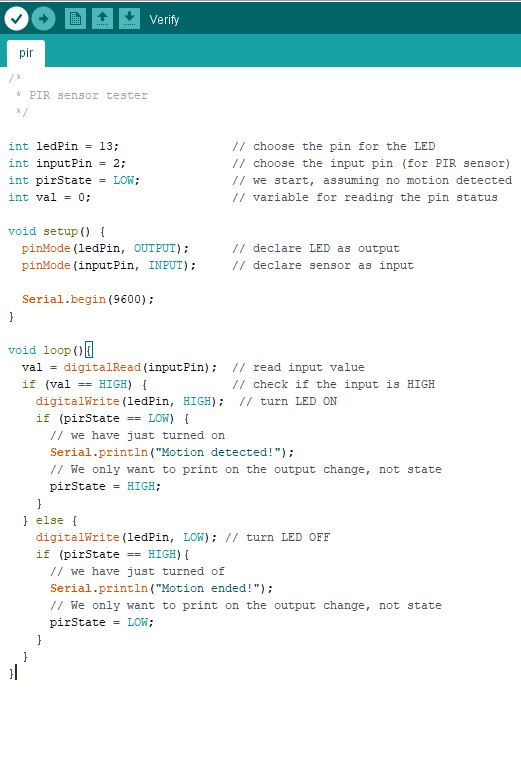 Verify
pir
/*
 * PIR sensor tester
 */

int ledPin = 13;                // choose the pin for the LED
int inputPin = 2;               // choose the input pin (for PIR sensor)
int pirState = LOW;             // we start, assuming no motion detected
int val = 0;                    // variable for reading the pin status

void setup() {
  pinMode(ledPin, OUTPUT);      // declare LED as output
  pinMode(inputPin, INPUT);     // declare sensor as input

  Serial.begin(9600);
}

void loop(){
  val = digitalRead(inputPin);  // read input value
  if (val == HIGH) {            // check if the input is HIGH
    digitalWrite(ledPin, HIGH);  // turn LED ON
    if (pirState == LOW) {
      // we have just turned on
      Serial.println("Motion detected!");
      // We only want to print on the output change, not state
      pirState = HIGH;
    }
  } else {
    digitalWrite(ledPin, LOW); // turn LED OFF
    if (pirState == HIGH){
      // we have just turned of
      Serial.println("Motion ended!");
      // We only want to print on the output change, not state
      pirState = LOW;
    }
  }
}